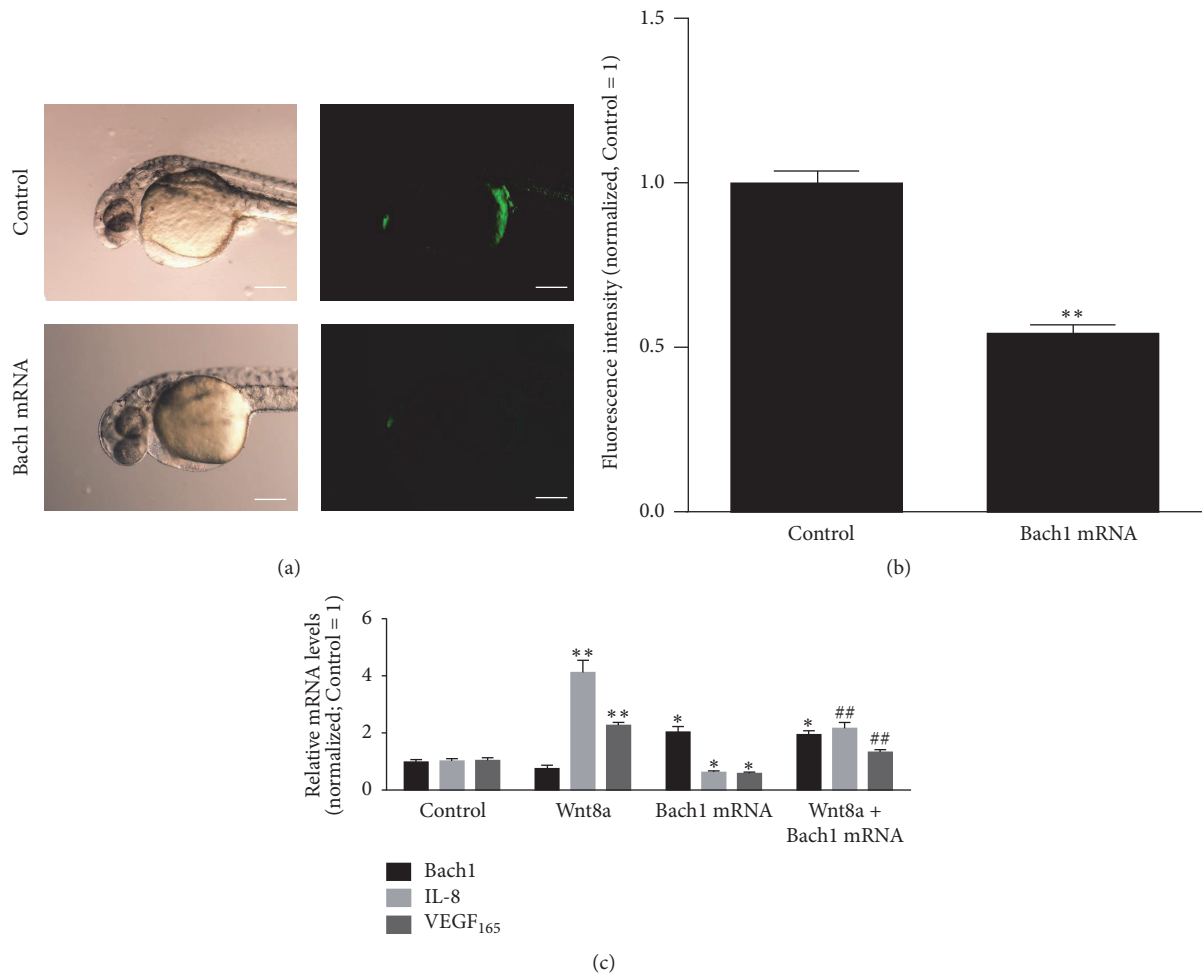 Control
Bach1 mRNA
(a)
Fluorescence intensity (normalized, Control = 1)
1.5
1.0
0.5
0.0
**
Control
Bach1 mRNA
(b)
Relative mRNA levels
(normalized; Control = 1)
6
4
2
0
**
**
*
*
*
*
##
##
Control
Wnt8a
Bach1 mRNA
Wnt8a +
Bach1 mRNA
Bach1
IL-8
VEGF₁₆₅
(c)